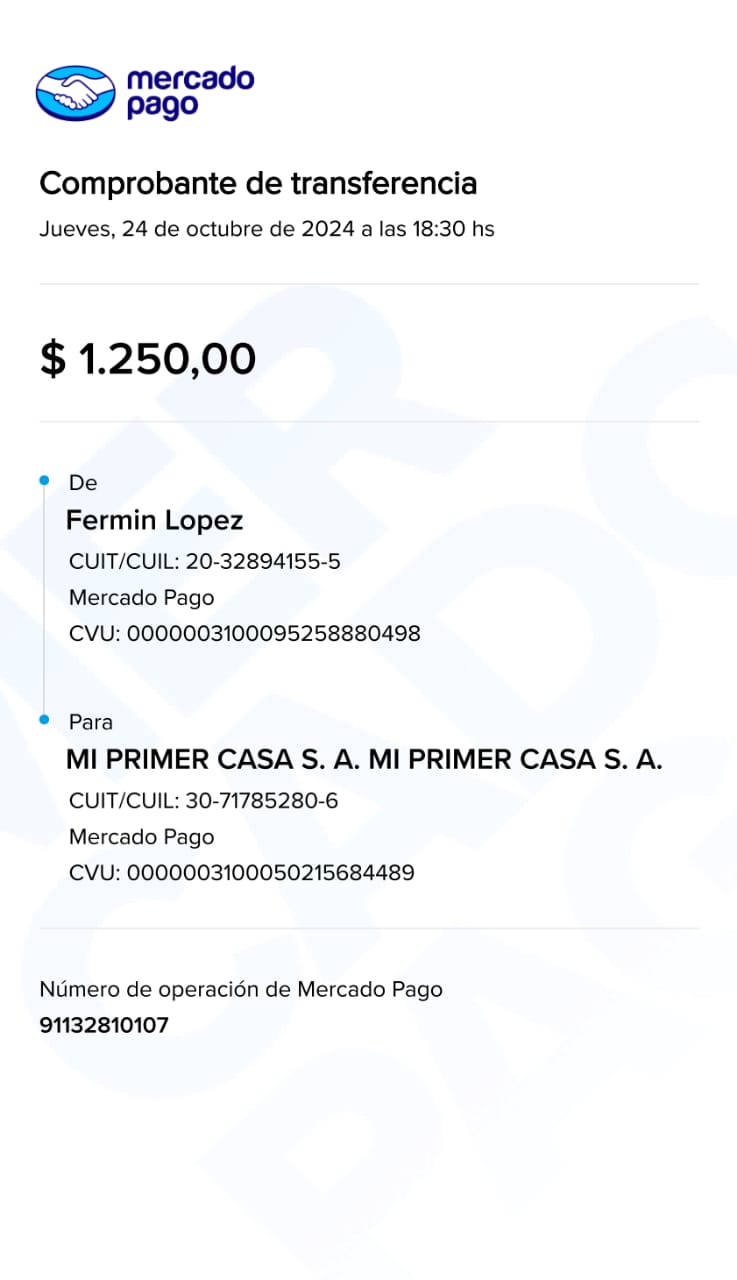 mercado
pago
Comprobante de transferencia
Jueves, 24 de octubre de 2024 a las 18:30 hs
$ 1.250,00
De
Fermin Lopez
CUIT/CUIL: 20-32894155-5
Mercado Pago
CVU: 0000003100095258880498
Para
MI PRIMER CASA S. A. MI PRIMER CASA S. A.
CUIT/CUIL: 30-71785280-6
Mercado Pago
CVU: 0000003100050215684489
Número de operación de Mercado Pago
91132810107